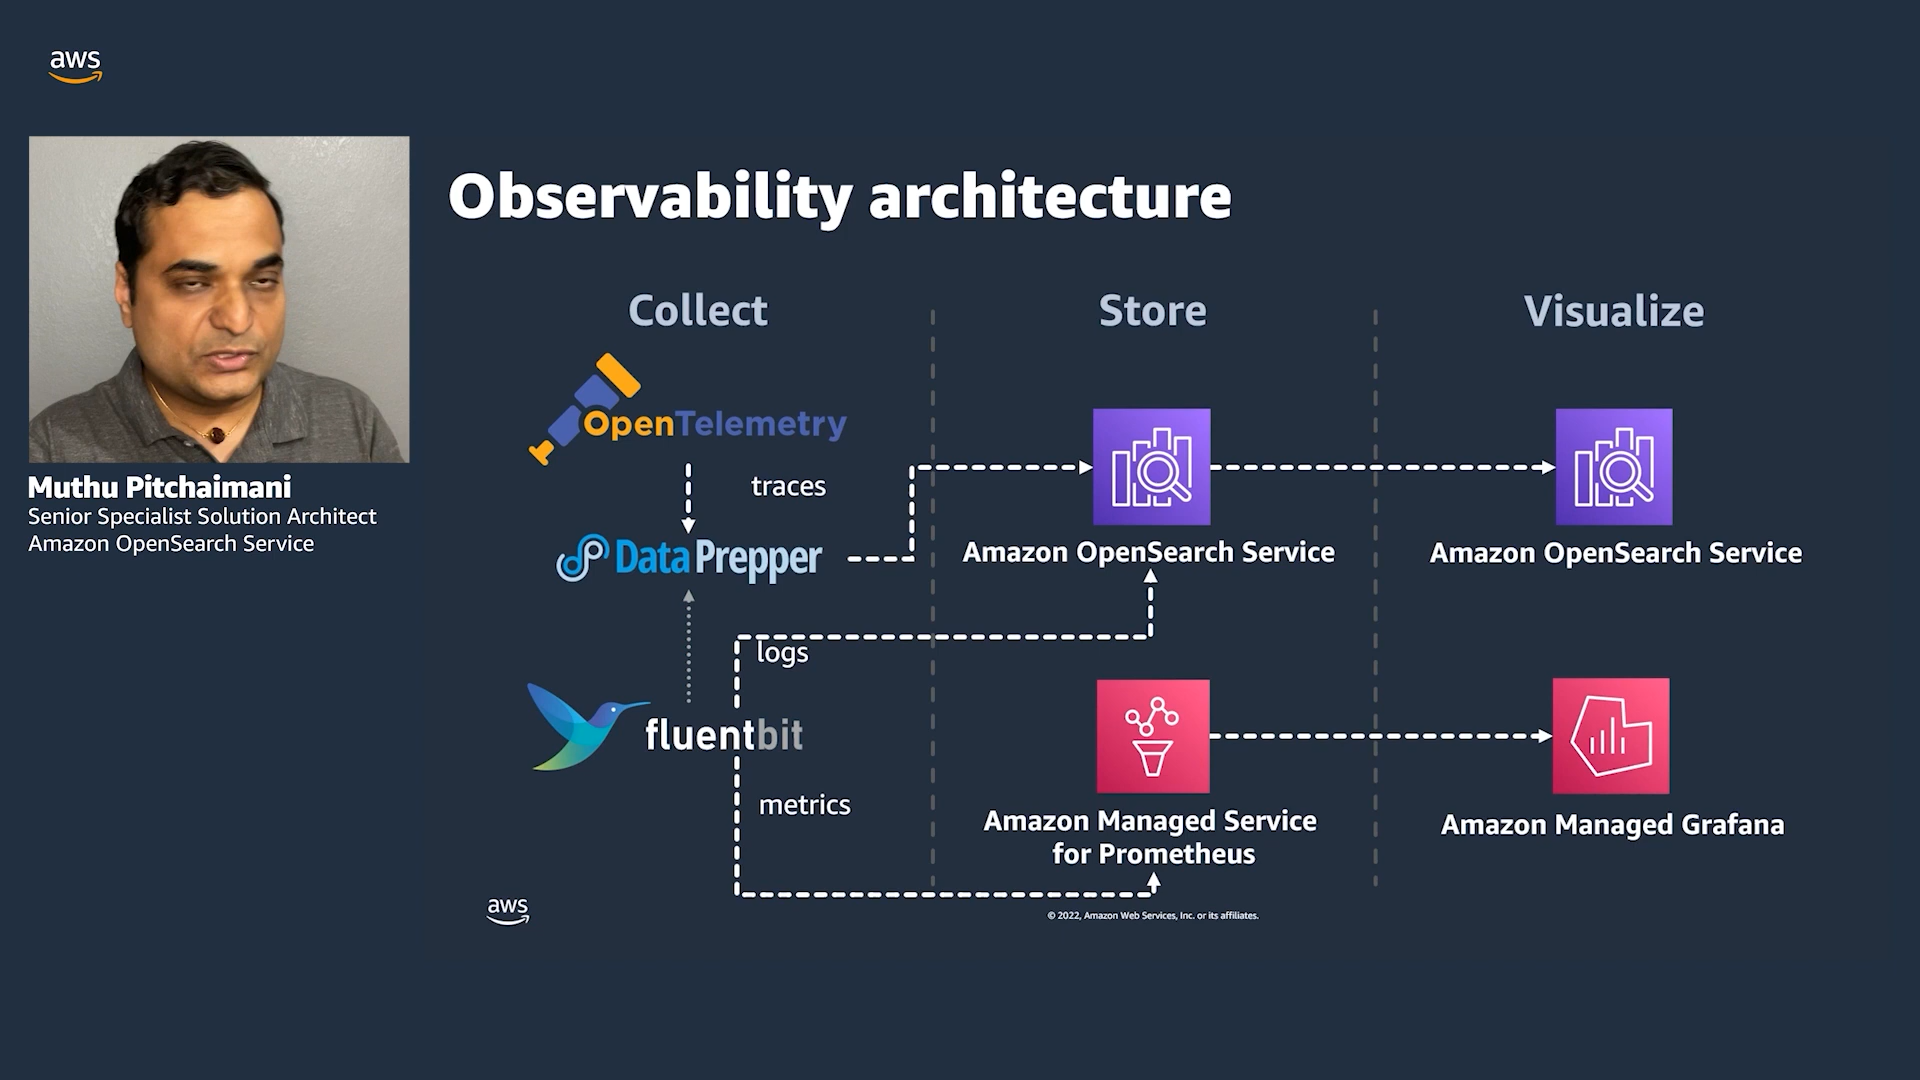 aws
Muthu Pitchaimani
Senior Specialist Solution Architect
Amazon OpenSearch Service
Observability architecture
Collect
Store
Visualize
OpenTelemetry
traces
Data Prepper
Amazon OpenSearch Service
Amazon OpenSearch Service
logs
fluentbit
metrics
Amazon Managed Service
for Prometheus
Amazon Managed Grafana
aws
© 2022, Amazon Web Services, Inc. or its affiliates.